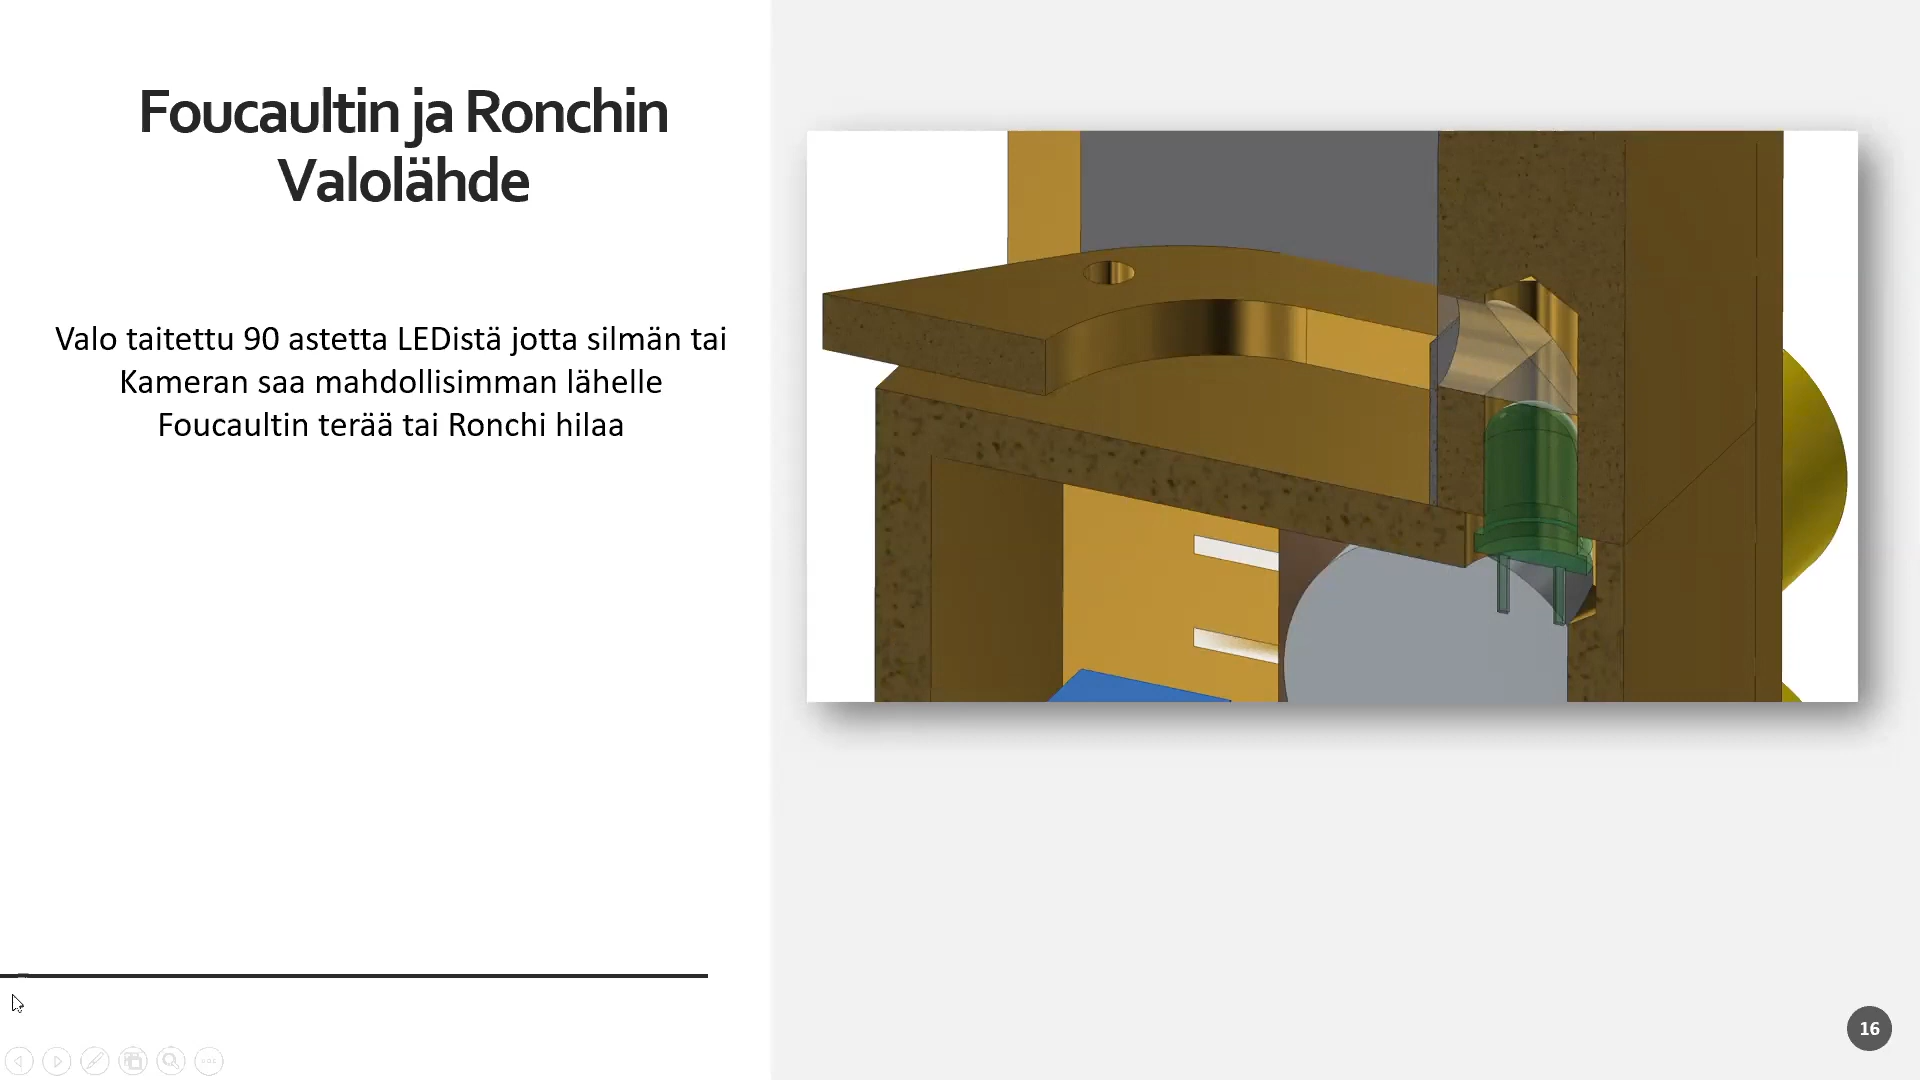 Foucaultin ja Ronchin
Valolähde
Valo taitettu 90 astetta LEDistä jotta silmän tai
Kameran saa mahdollisimman lähelle
Foucaultin terää tai Ronchi hilaa
16